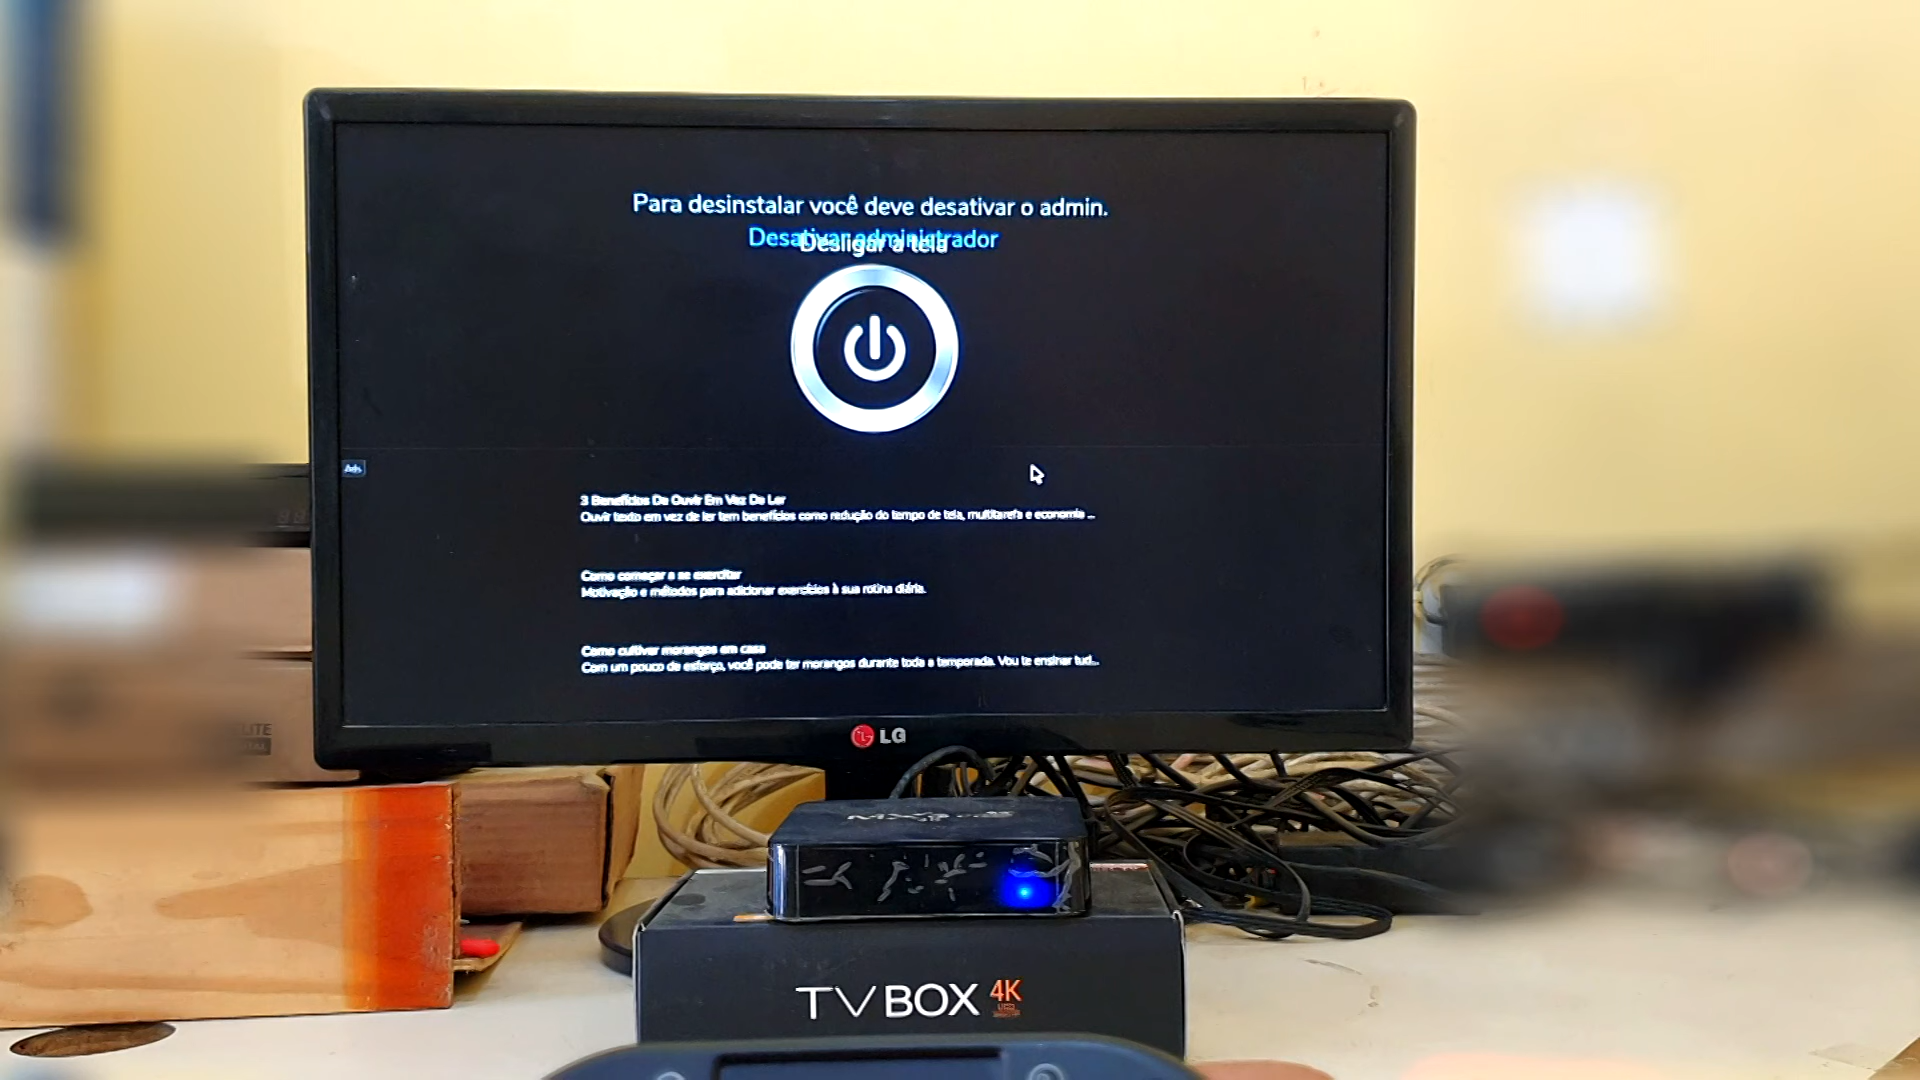 Para desinstalar você deve desativar o admin.
Desativar administrador
Desligar a tela
Ads
3 Benefícios De Ouvir Em Vez De Ler
Ouvir texto em vez de ler tem benefícios como redução do tempo de tela, multitarefa e economia ...
Como começar a se exercitar
Motivação e métodos para adicionar exercícios à sua rotina diária.
Como cultivar morangos em casa
Com um pouco de esforço, você pode ter morangos durante toda a temporada. Vou te ensinar tud...
LG
TV BOX 4K